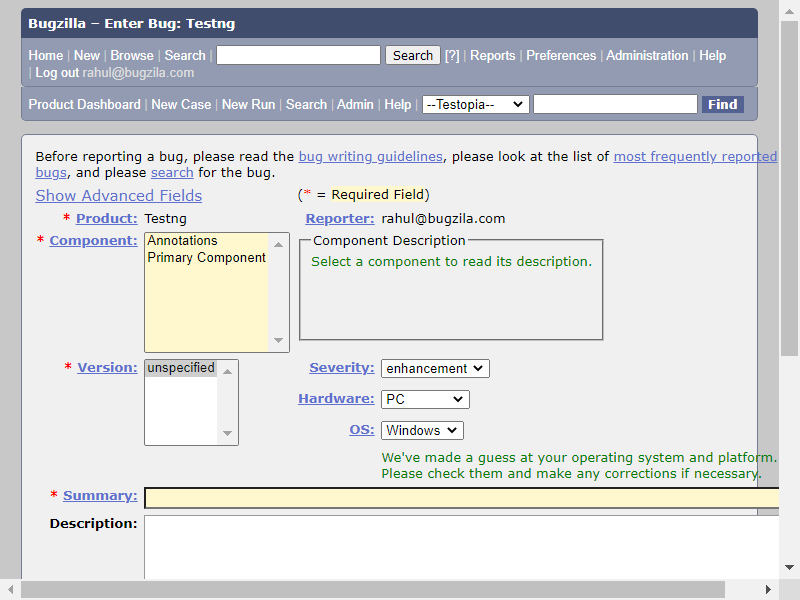 Bugzilla – Enter Bug: Testng
Home | New | Browse | Search | Search [?] | Reports | Preferences | Administration | Help
| Log out rahul@bugzila.com
Product Dashboard | New Case | New Run | Search | Admin | Help | --Testopia-- Find
Before reporting a bug, please read the bug writing guidelines, please look at the list of most frequently reported
bugs, and please search for the bug.
Show Advanced Fields (* = Required Field)
* Product: Testng Reporter: rahul@bugzila.com
* Component: Annotations Component Description
Primary Component Select a component to read its description.
* Version: unspecified Severity: enhancement
Hardware: PC
OS: Windows
We've made a guess at your operating system and platform.
Please check them and make any corrections if necessary.
* Summary:
Description: